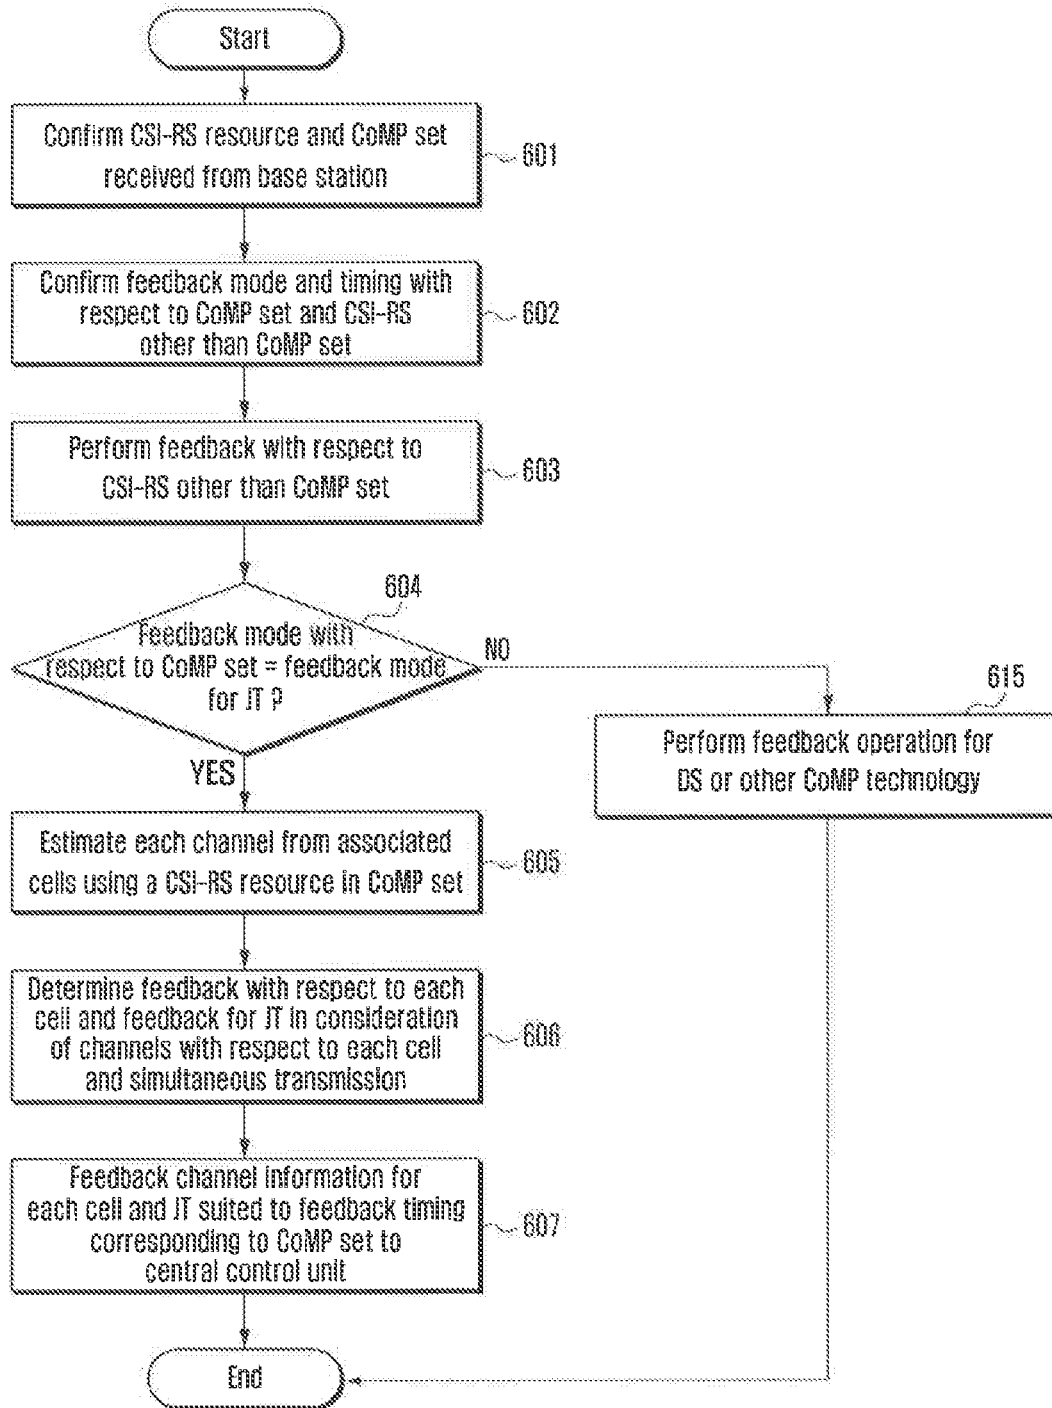 Start
Confirm CSI-RS resource and CoMP set
received from base station
601
Confirm feedback mode and timing with
respect to CoMP set and CSI-RS
other than CoMP set
602
Perform feedback with respect to
CSI-RS other than CoMP set
603
604
Feedback mode with
respect to CoMP set = feedback mode
for JT ?
NO
YES
615
Perform feedback operation for
DS or other CoMP technology
Estimate each channel from associated
cells using a CSI-RS resource in CoMP set
605
Determine feedback with respect to each
cell and feedback for JT in consideration
of channels with respect to each cell
and simultaneous transmission
606
Feedback channel information for
each cell and JT suited to feedback timing
corresponding to CoMP set to
central control unit
607
End